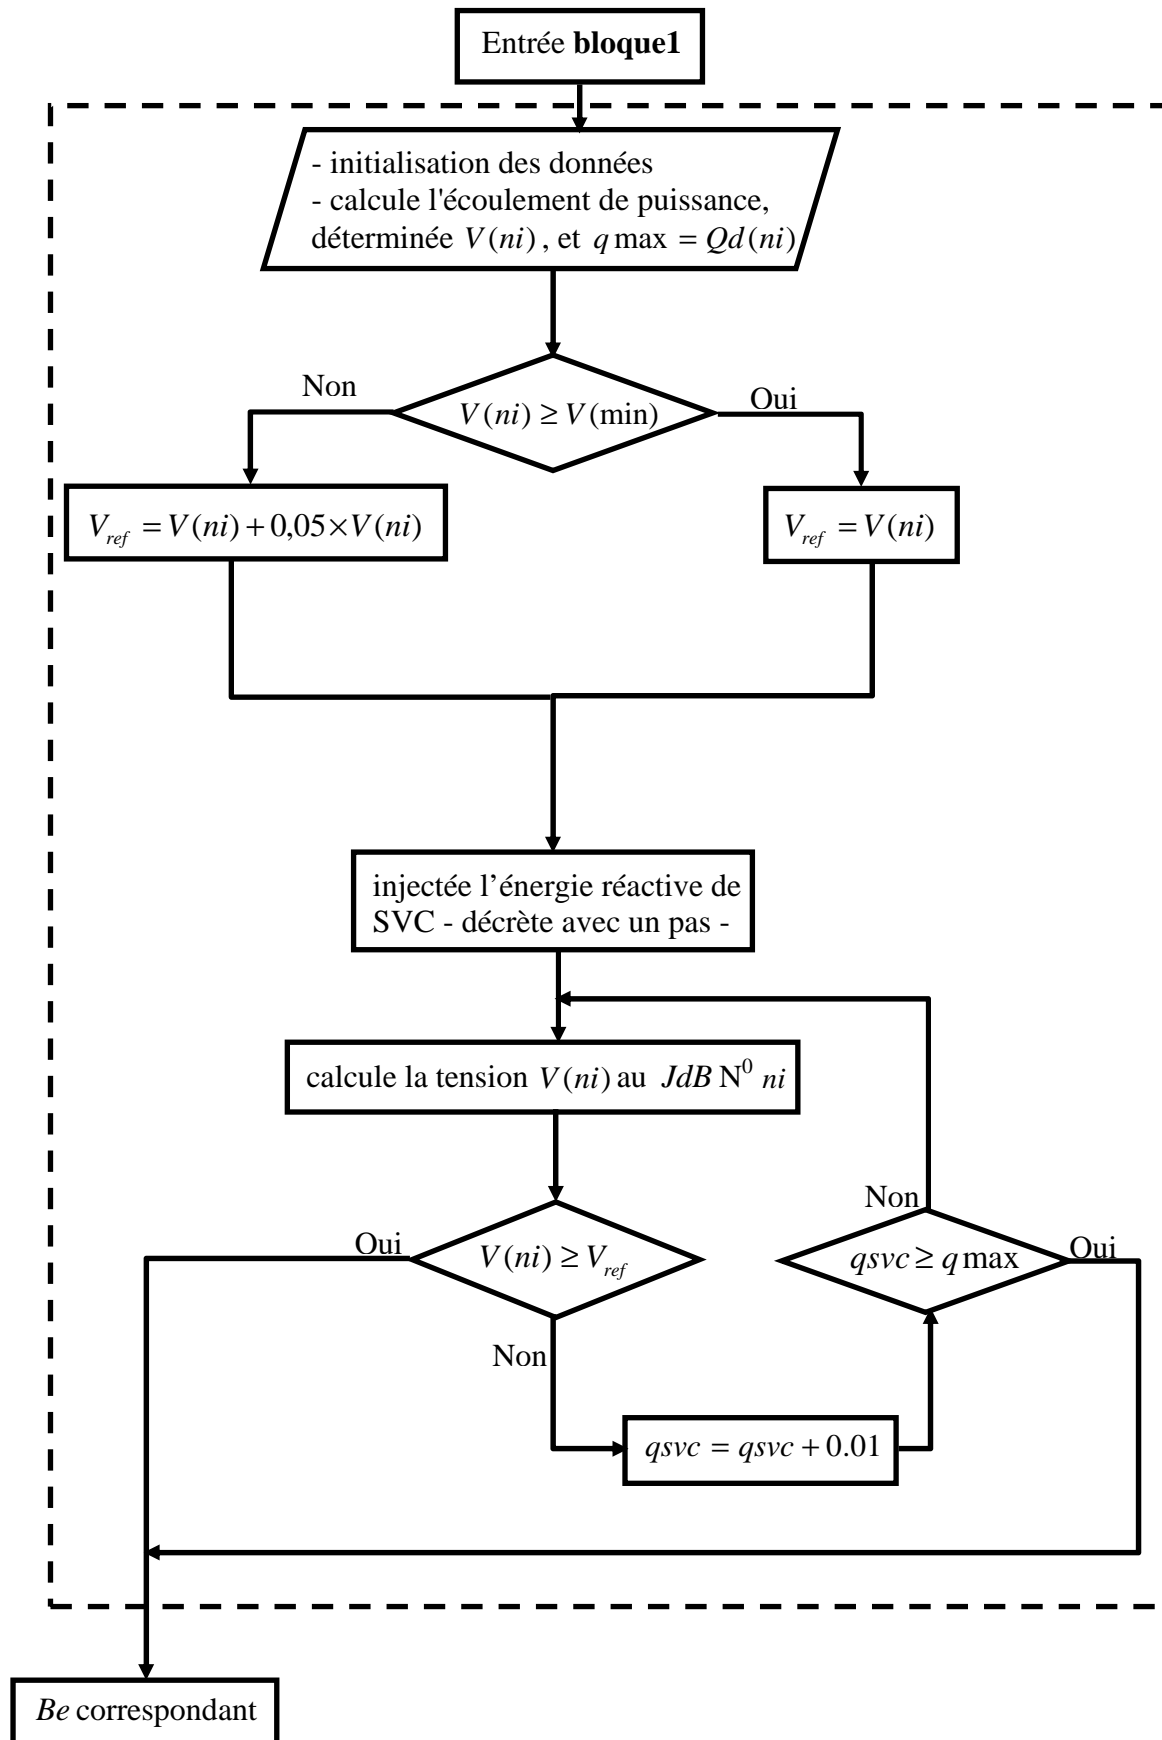 Entrée bloque1
- initialisation des données
- calcule l'écoulement de puissance,
déterminée V(ni), et q max = Qd(ni)
Non
V(ni) ≥ V(min)
Oui
V_ref = V(ni) + 0,05 × V(ni)
V_ref = V(ni)
injectée l’énergie réactive de
SVC - décrète avec un pas -
calcule la tension V(ni) au JdB N⁰ ni
Non
Oui
V(ni) ≥ V_ref
qsvc ≥ q max
Oui
Non
qsvc = qsvc + 0.01
Be correspondant